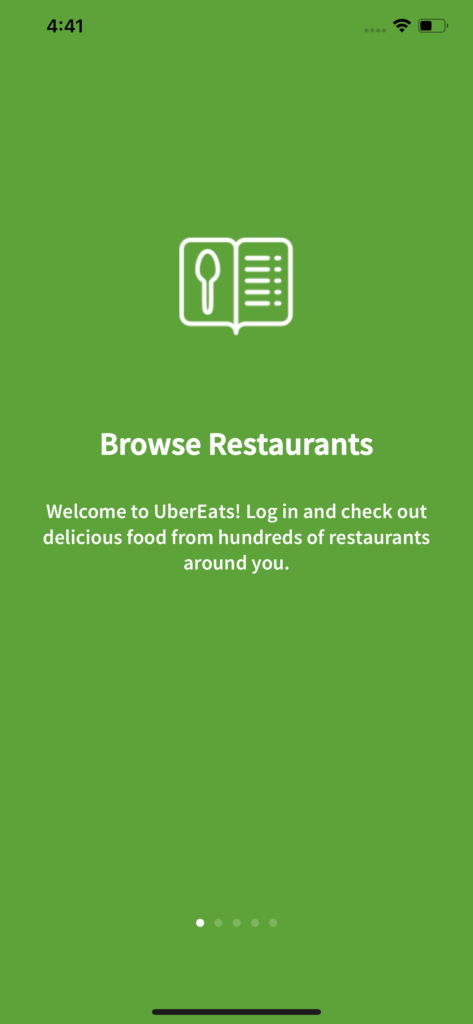 4:41
Browse Restaurants
Welcome to UberEats! Log in and check out
delicious food from hundreds of restaurants
around you.